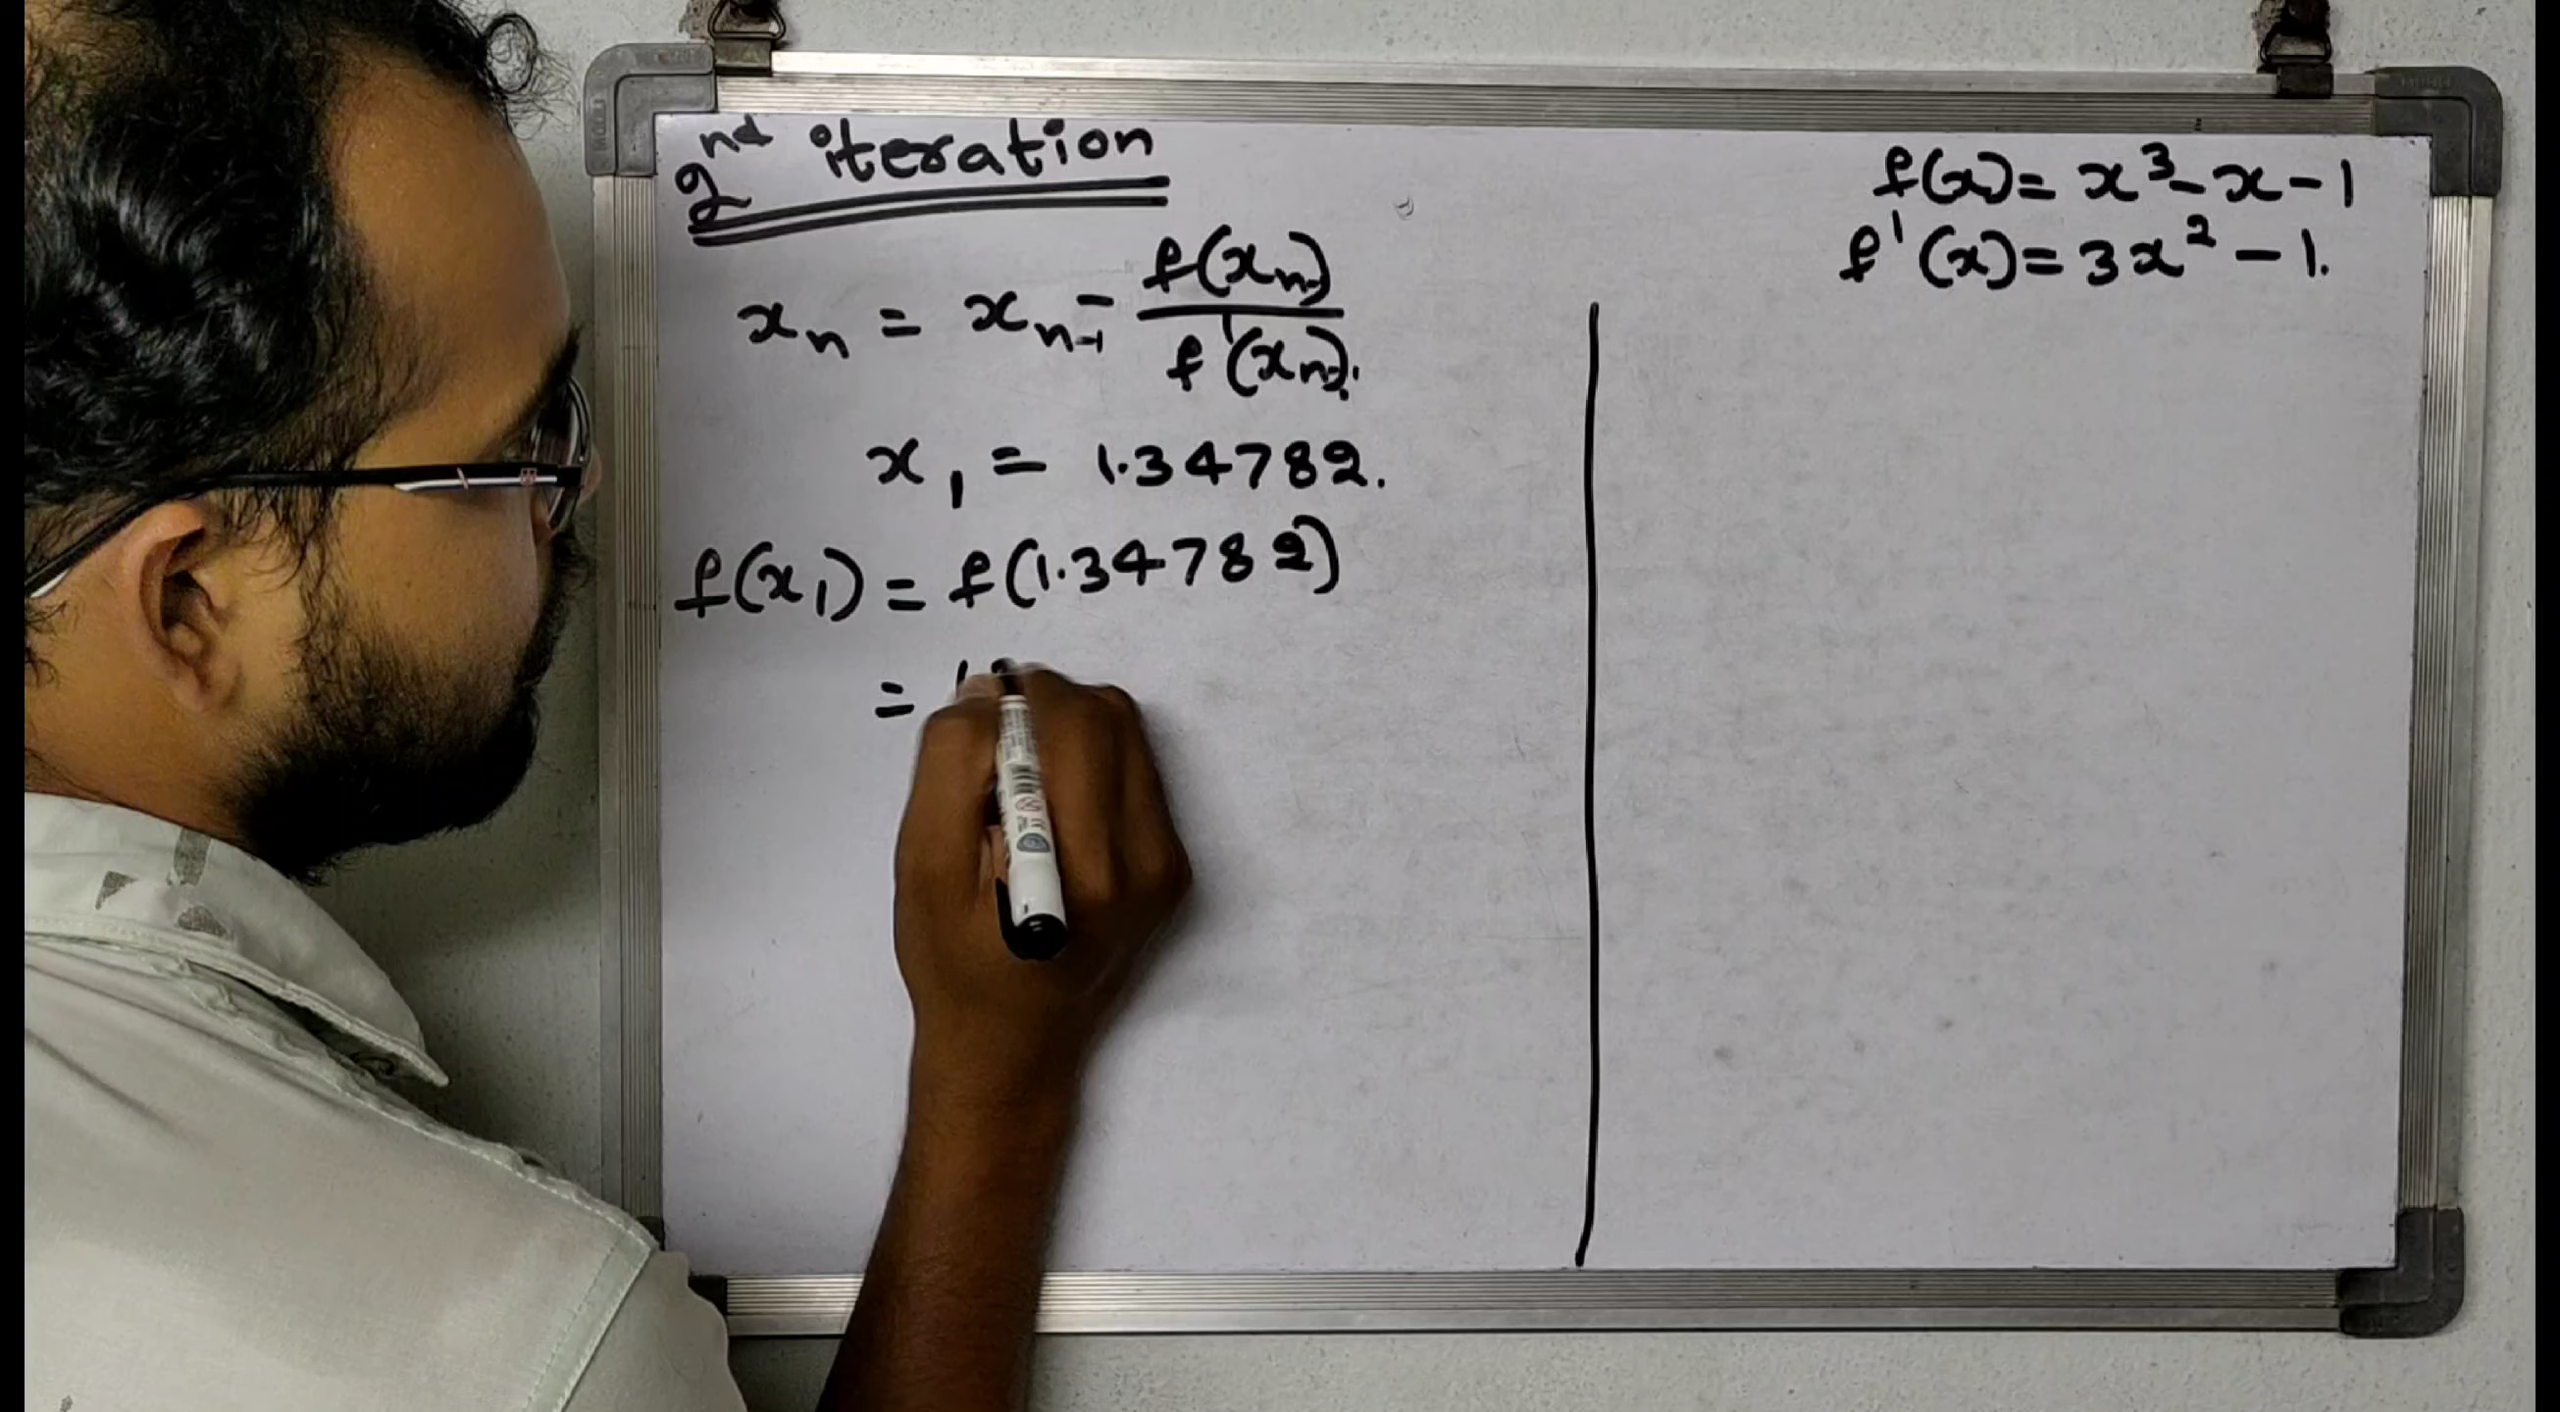 2nd iteration
xn = xn-1 - f(xn-1) / f'(xn-1).
x1 = 1.34782.
f(x1) = f(1.34782)
=
f(x) = x³ - x - 1
f'(x) = 3x² - 1.